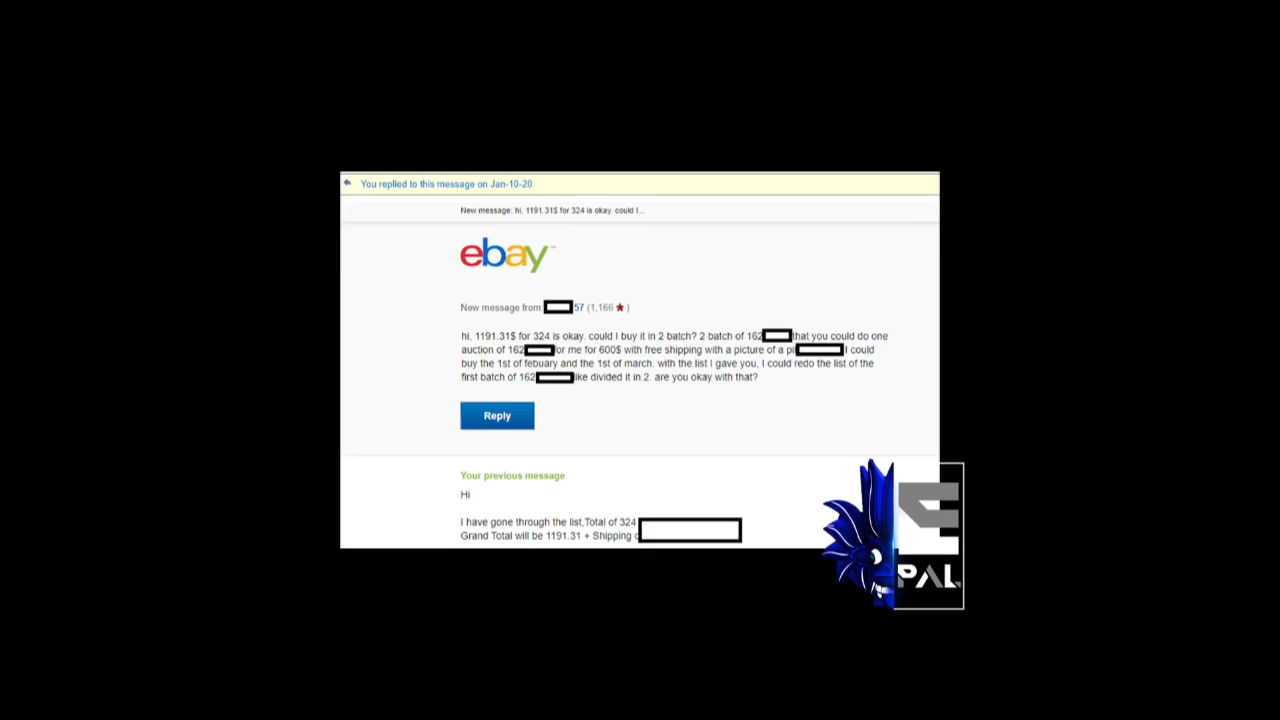 You replied to this message on Jan-10-20.
New message: hi, 1191.31$ for 324 is okay. could I...
ebay™
New message from 57 (1,166 ★ )
hi, 1191.31$ for 324 is okay. could I buy it in 2 batch? 2 batch of 162 that you could do one
auction of 162 for me for 600$ with free shipping with a picture of a I could
buy the 1st of febuary and the 1st of march. with the list I gave you, I could redo the list of the
first batch of 162 like divided it in 2. are you okay with that?
Reply
Your previous message
Hi
I have gone through the list,Total of 324
Grand Total will be 1191.31 + Shipping
E
PAL